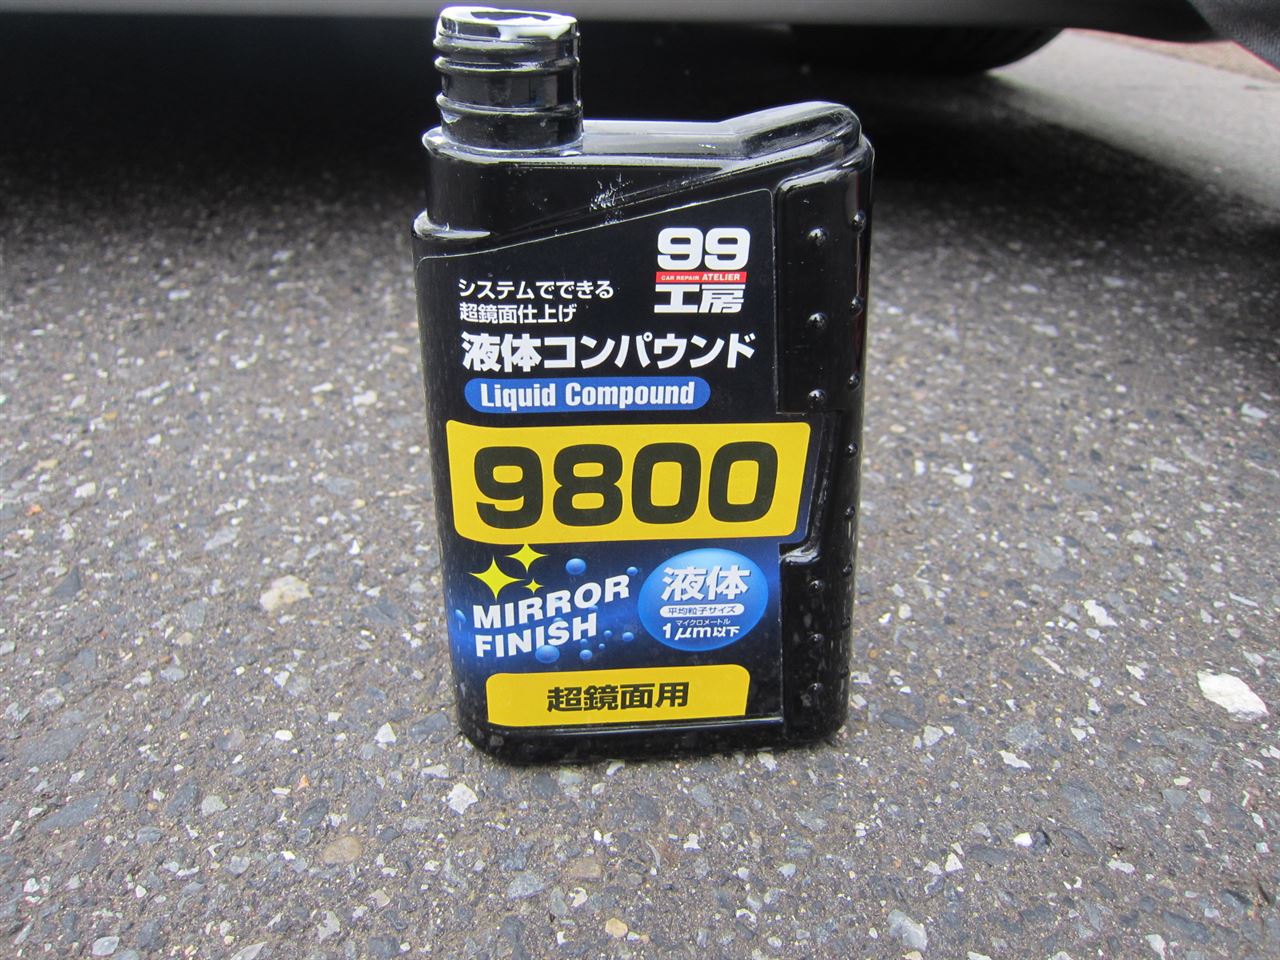 99
CAR REPAIR ATELIER
工房
システムでできる
超鏡面仕上げ
液体コンパウンド
Liquid Compound
9800
MIRROR
FINISH
液体
平均粒子サイズ
マイクロメートル
1μm以下
超鏡面用